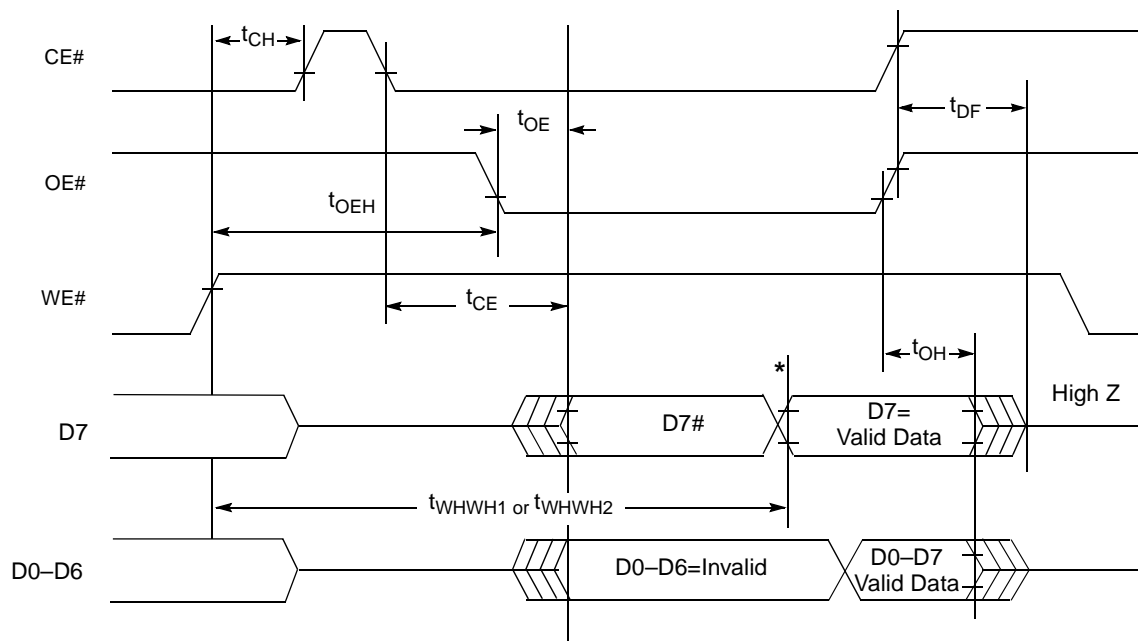 CE#
tCH
tDF
tOE
OE#
tOEH
WE#
tCE
tOH
*
High Z
D7
D7#
D7=
Valid Data
tWHWH1 or tWHWH2
D0–D6
D0–D6=Invalid
D0–D7
Valid Data